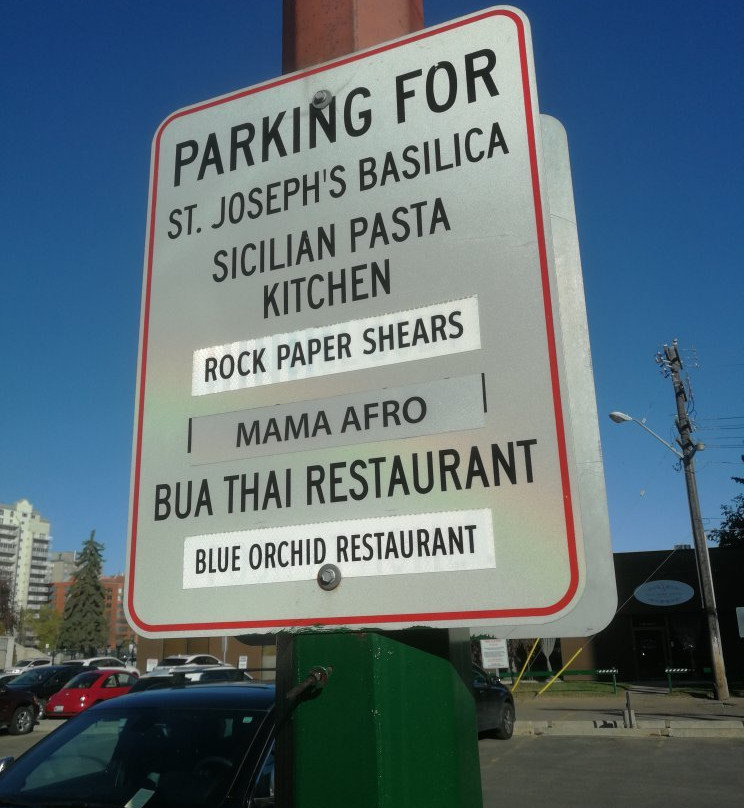 PARKING FOR
ST. JOSEPH'S BASILICA
SICILIAN PASTA
KITCHEN
ROCK PAPER SHEARS
MAMA AFRO
BUA THAI RESTAURANT
BLUE ORCHID RESTAURANT